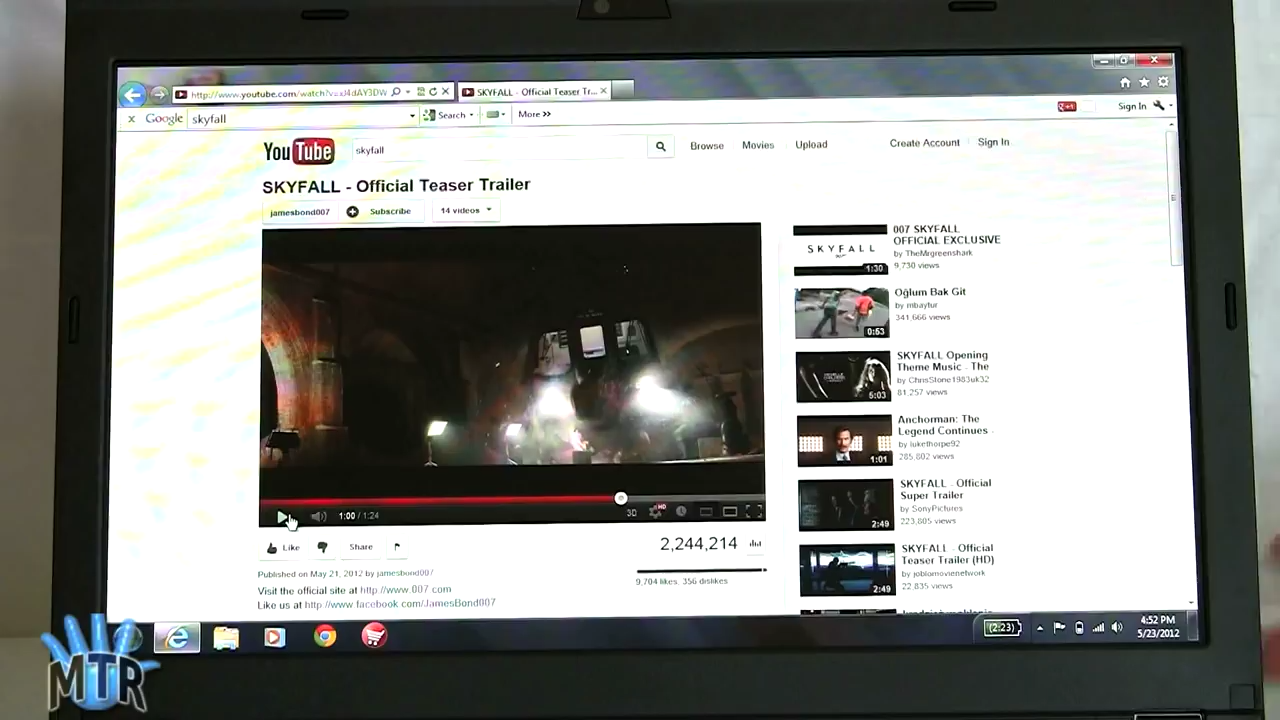 http://www.youtube.com/watch?v=
SKYFALL - Official Teaser Tr...
x Google skyfall
Search
More >>
Sign In
YouTube
skyfall
Browse
Movies
Upload
Create Account
Sign In
SKYFALL - Official Teaser Trailer
jamesbond007
Subscribe
14 videos
1:00 / 1:24
3D
HD
Like
Share
2,244,214
Published on May 21, 2012 by jamesbond007
9,704 likes, 356 dislikes
Visit the official site at http://www.007.com
Like us at http://www.facebook.com/JamesBond007
SKYFALL
1:30
007 SKYFALL
OFFICIAL EXCLUSIVE
by TheMrgreenshark
9,730 views
0:53
Oğlum Bak Git
by mbaytur
341,666 views
5:03
SKYFALL Opening
Theme Music - The
by ChrisStone1983uk32
81,257 views
1:01
Anchorman: The
Legend Continues
by lukethorpe92
285,802 views
2:49
SKYFALL - Official
Super Trailer
by SonyPictures
223,805 views
2:49
SKYFALL - Official
Teaser Trailer (HD)
by joblomovienetwork
22,835 views
(2:23)
4:52 PM
5/23/2012
MTR